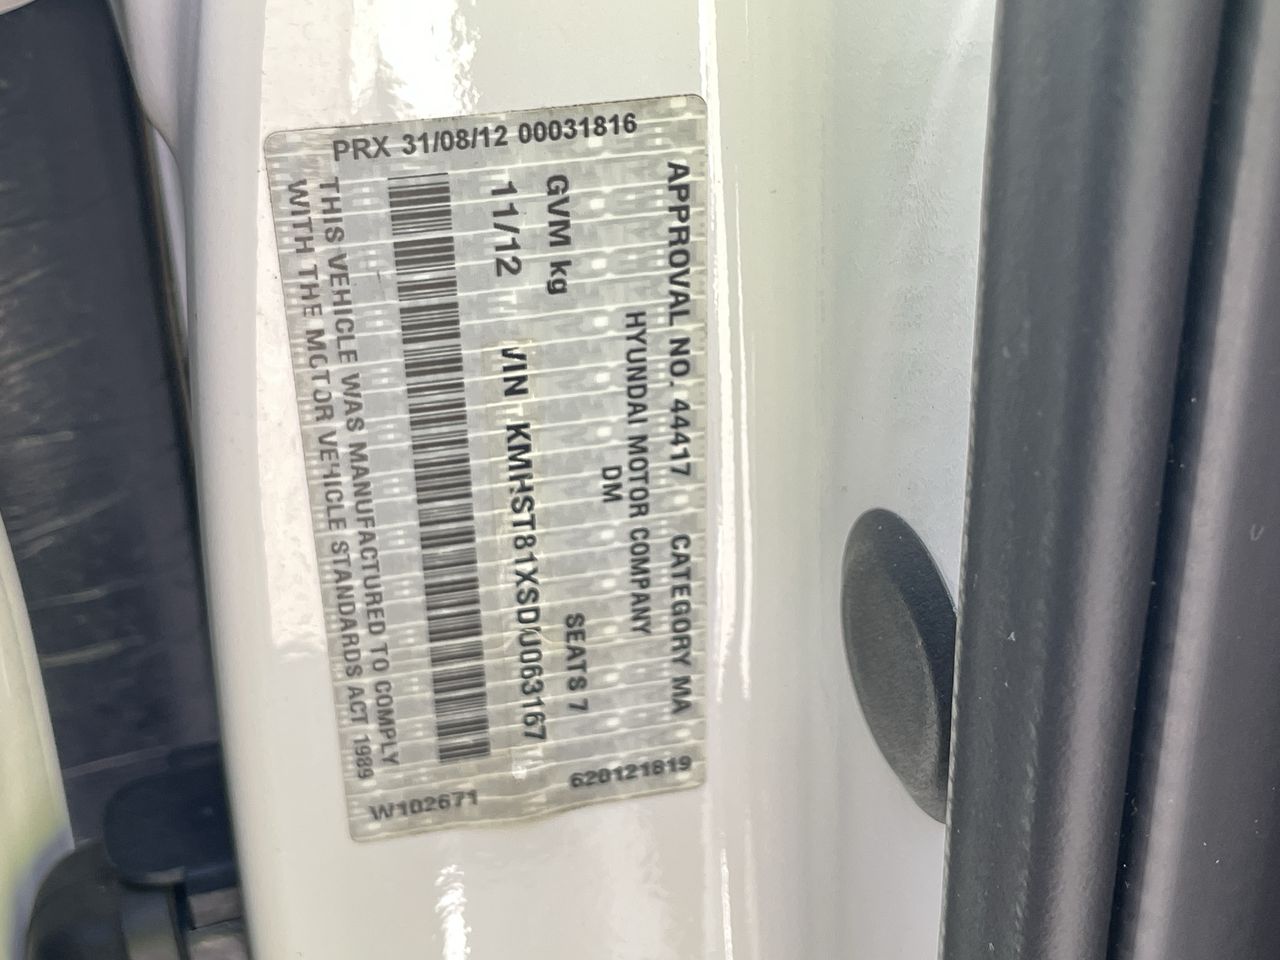 PRX 31/08/12 00031816
APPROVAL NO. 44417 CATEGORY MA
HYUNDAI MOTOR COMPANY
DM
GVM kg SEATS 7
11/12 VIN KMHST81XSDU063167
THIS VEHICLE WAS MANUFACTURED TO COMPLY
WITH THE MOTOR VEHICLE STANDARDS ACT 1989
W102671 620121819